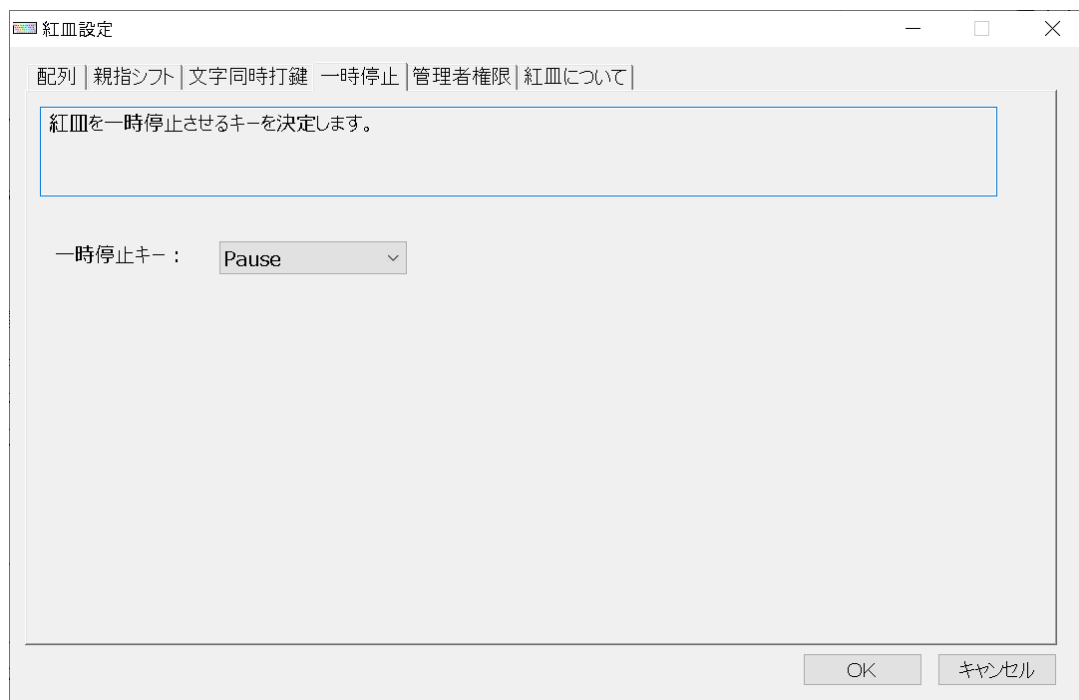 紅皿設定
配列
親指シフト
文字同時打鍵
一時停止
管理者権限
紅皿について
紅皿を一時停止させるキーを決定します。
一時停止キー：
Pause
OK
キャンセル